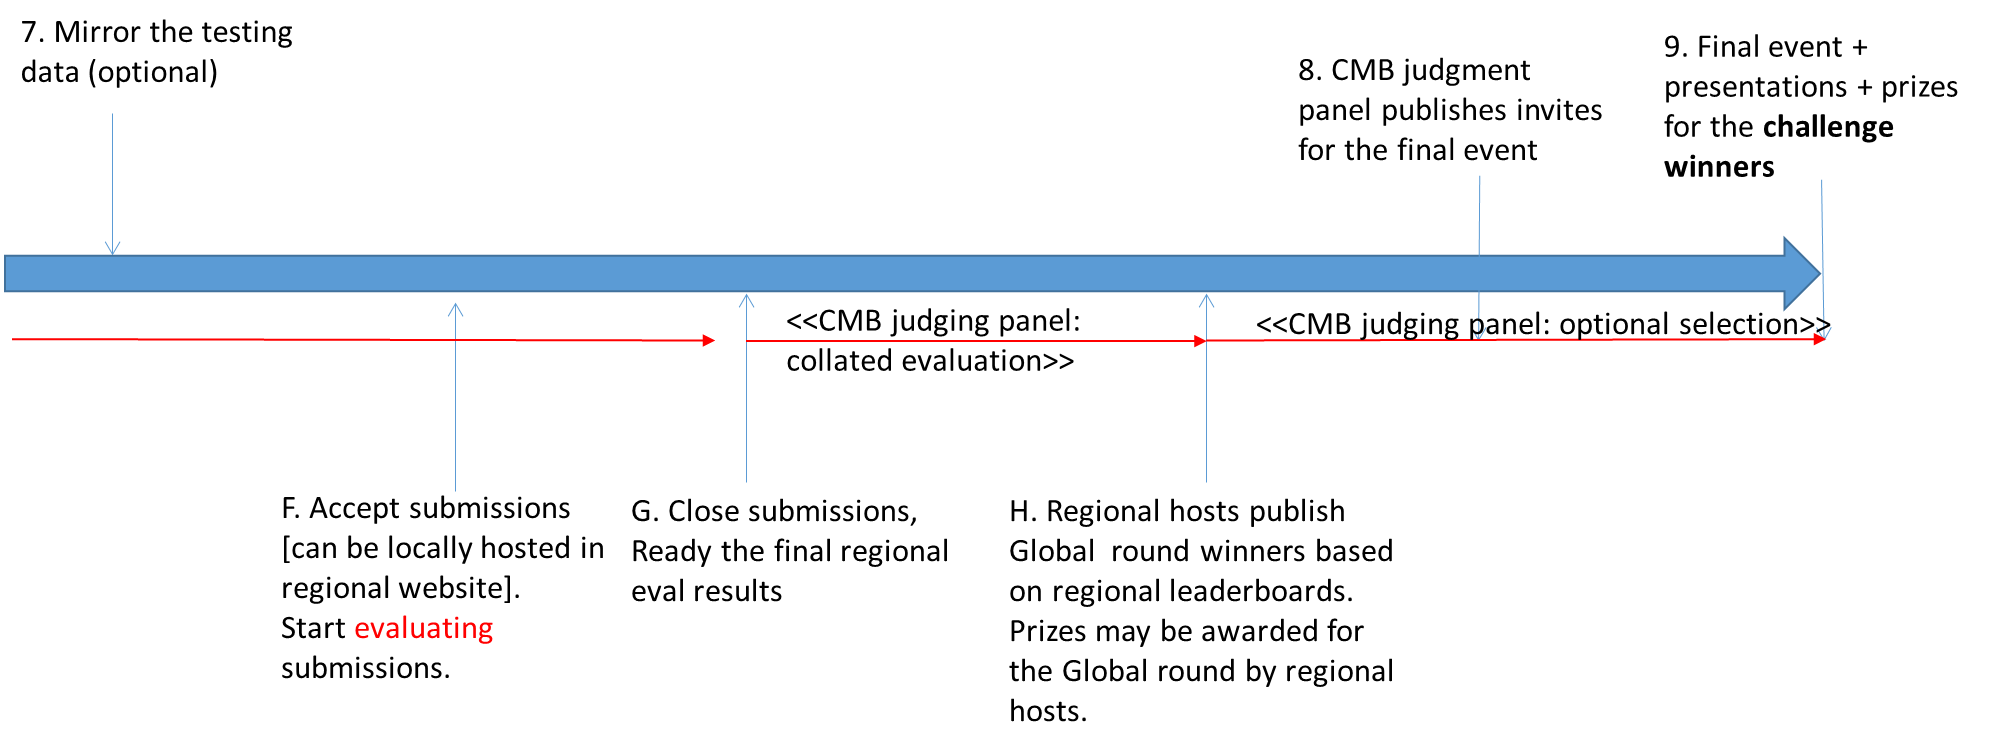 7. Mirror the testing
data (optional)
8. CMB judgment
panel publishes invites
for the final event
9. Final event +
presentations + prizes
for the challenge
winners
<<CMB judging panel:
collated evaluation>>
<<CMB judging panel: optional selection>>
F. Accept submissions
[can be locally hosted in
regional website].
Start evaluating
submissions.
G. Close submissions,
Ready the final regional
eval results
H. Regional hosts publish
Global  round winners based
on regional leaderboards.
Prizes may be awarded for
the Global round by regional
hosts.